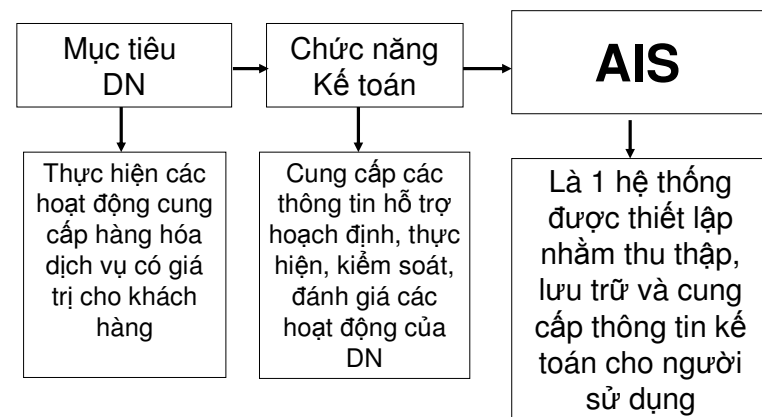 Mục tiêu
DN
Chức năng
Kế toán
AIS
Thực hiện các
hoạt động cung
cấp hàng hóa
dịch vụ có giá
trị cho khách
hàng
Cung cấp các
thông tin hỗ trợ
hoạch định, thực
hiện, kiểm soát,
đánh giá các
hoạt động của
DN
Là 1 hệ thống
được thiết lập
nhằm thu thập,
lưu trữ và cung
cấp thông tin kế
toán cho người
sử dụng